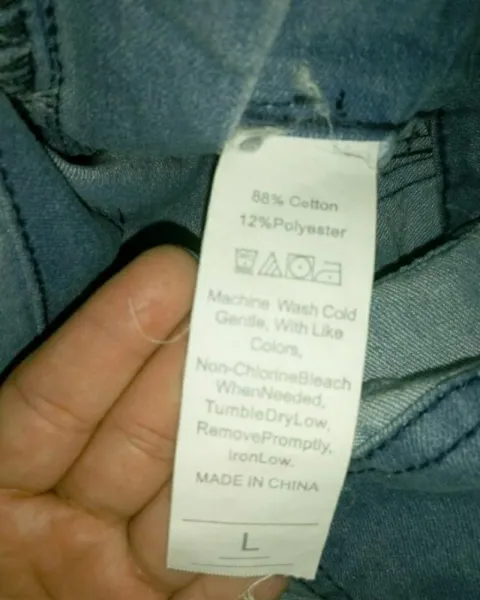 88% Cotton
12%Polyester
Machine Wash Cold
Gentle, With Like
Colors,
Non-ChlorineBleach
WhenNeeded,
TumbleDryLow,
RemovePromptly,
IronLow.
MADE IN CHINA
L